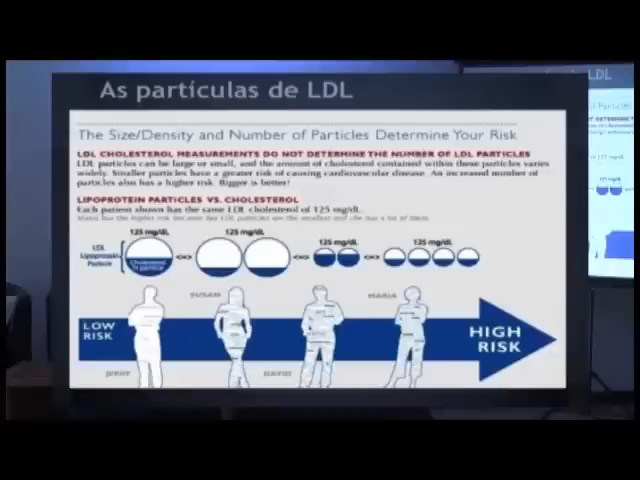 As partículas de LDL
The Size/Density and Number of Particles Determine Your Risk
LDL CHOLESTEROL MEASUREMENTS DO NOT DETERMINE THE NUMBER OF LDL PARTICLES
LDL particles can be large or small, and the amount of cholesterol contained within these particles varies
widely. Smaller particles have a greater risk of causing cardiovascular disease. An increased number of
particles also has a higher risk. Bigger is better!
LIPOPROTEIN PARTICLES VS. CHOLESTEROL
Each patient shown has the same LDL cholesterol of 125 mg/dL.
125 mg/dL 125 mg/dL 125 mg/dL 125 mg/dL
LDL
Lipoprotein
Particle
Cholesterol
in particle
SUSAN MARIA
LOW
RISK
HIGH
RISK
JERRY DAVID
LDL